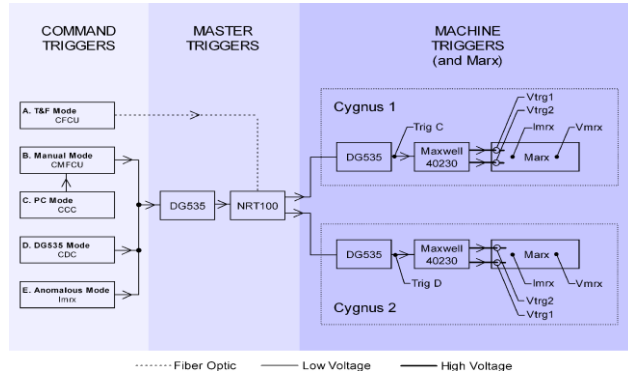 COMMAND
TRIGGERS
MASTER
TRIGGERS
MACHINE
TRIGGERS
(and Marx)
A. T&F Mode
CFCU
B. Manual Mode
CMFCU
C. PC Mode
CCC
D. DG535 Mode
CDC
E. Anomalous Mode
Imrx
DG535
NRT100
Cygnus 1
Trig C
DG535
Maxwell
40230
Vtrg1
Vtrg2
Imrx
Vmrx
Marx
DG535
Maxwell
40230
Marx
Trig D
Imrx
Vmrx
Vtrg2
Vtrg1
Cygnus 2
Fiber Optic
Low Voltage
High Voltage